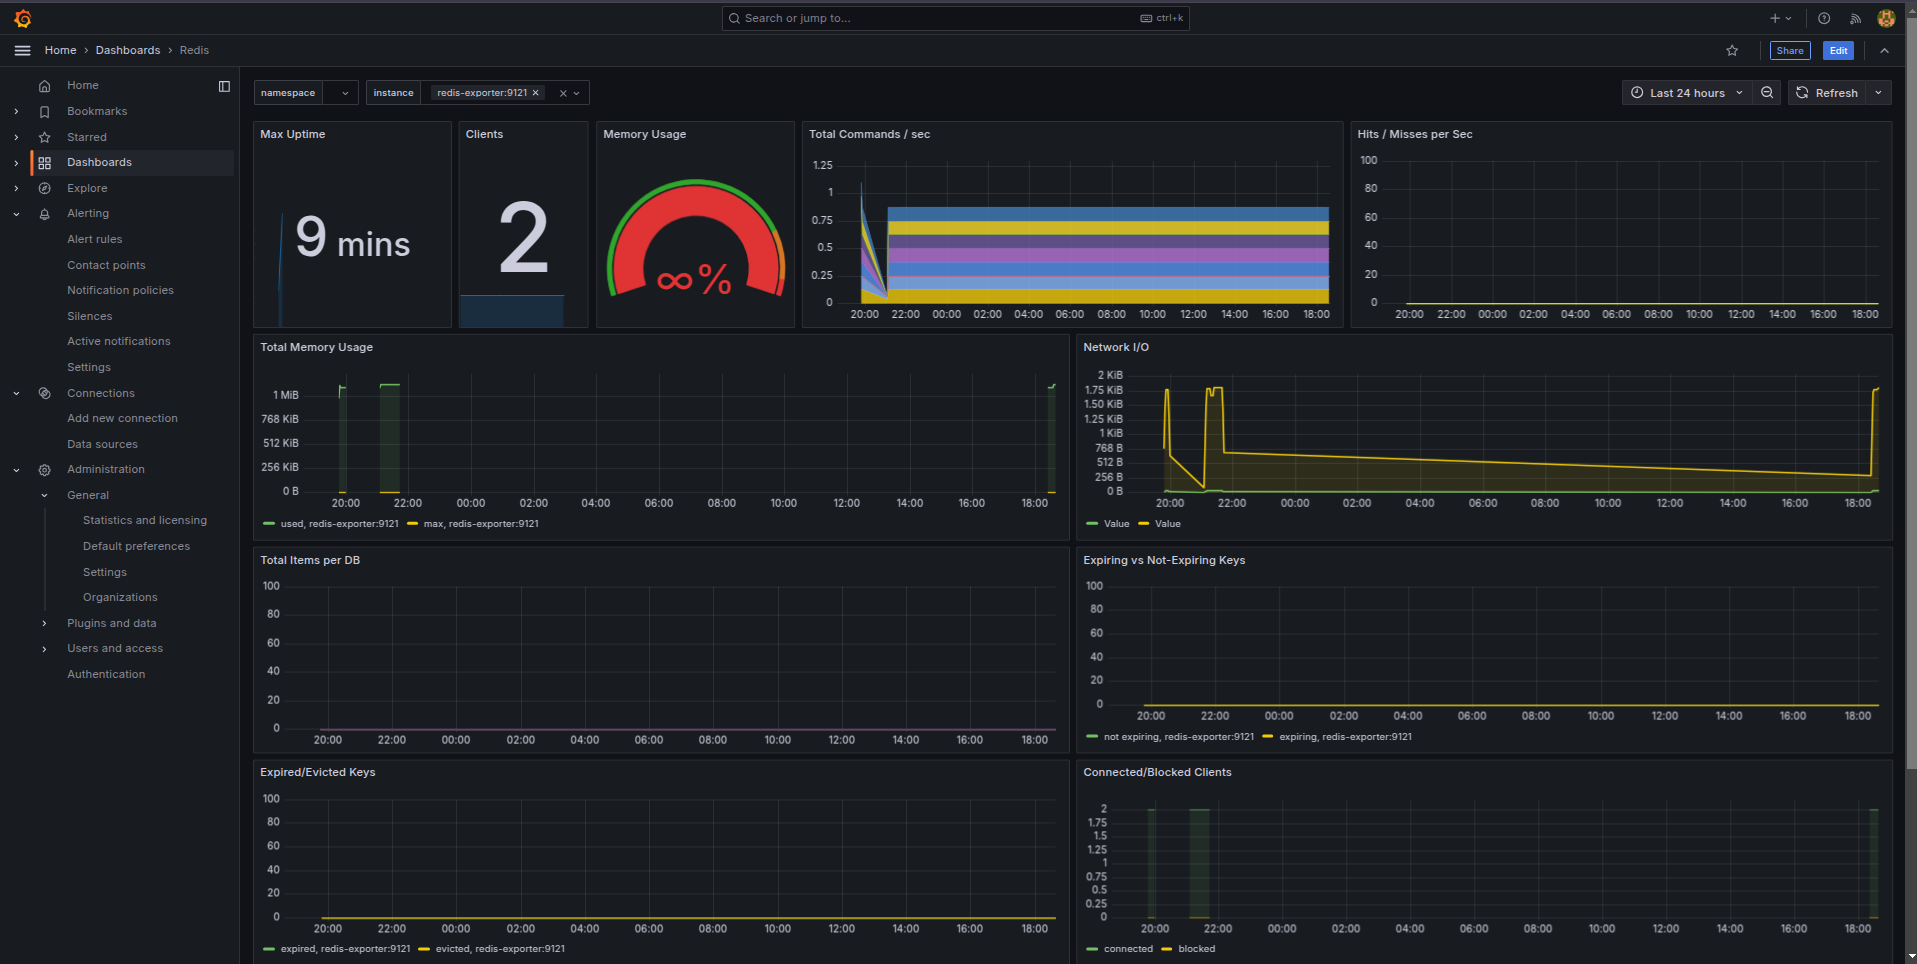 Search or jump to...
ctrl+k
Home › Dashboards › Redis
Share
Edit
Home
Bookmarks
Starred
Dashboards
Explore
Alerting
Alert rules
Contact points
Notification policies
Silences
Active notifications
Settings
Connections
Add new connection
Data sources
Administration
General
Statistics and licensing
Default preferences
Settings
Organizations
Plugins and data
Users and access
Authentication
namespace
instance
redis-exporter:9121
Last 24 hours
Refresh
Max Uptime
9 mins
Clients
2
Memory Usage
∞%
Total Commands / sec
1.25
1
0.75
0.5
0.25
0
20:00 22:00 00:00 02:00 04:00 06:00 08:00 10:00 12:00 14:00 16:00 18:00
Hits / Misses per Sec
100
80
60
40
20
0
20:00 22:00 00:00 02:00 04:00 06:00 08:00 10:00 12:00 14:00 16:00 18:00
Total Memory Usage
1 MiB
768 KiB
512 KiB
256 KiB
0 B
20:00 22:00 00:00 02:00 04:00 06:00 08:00 10:00 12:00 14:00 16:00 18:00
used, redis-exporter:9121 max, redis-exporter:9121
Network I/O
2 KiB
1.75 KiB
1.50 KiB
1.25 KiB
1 KiB
768 B
512 B
256 B
0 B
20:00 22:00 00:00 02:00 04:00 06:00 08:00 10:00 12:00 14:00 16:00 18:00
Value Value
Total Items per DB
100
80
60
40
20
0
20:00 22:00 00:00 02:00 04:00 06:00 08:00 10:00 12:00 14:00 16:00 18:00
Expiring vs Not-Expiring Keys
100
80
60
40
20
0
20:00 22:00 00:00 02:00 04:00 06:00 08:00 10:00 12:00 14:00 16:00 18:00
not expiring, redis-exporter:9121 expiring, redis-exporter:9121
Expired/Evicted Keys
100
80
60
40
20
0
20:00 22:00 00:00 02:00 04:00 06:00 08:00 10:00 12:00 14:00 16:00 18:00
expired, redis-exporter:9121 evicted, redis-exporter:9121
Connected/Blocked Clients
2
1.75
1.5
1.25
1
0.75
0.5
0.25
0
20:00 22:00 00:00 02:00 04:00 06:00 08:00 10:00 12:00 14:00 16:00 18:00
connected blocked